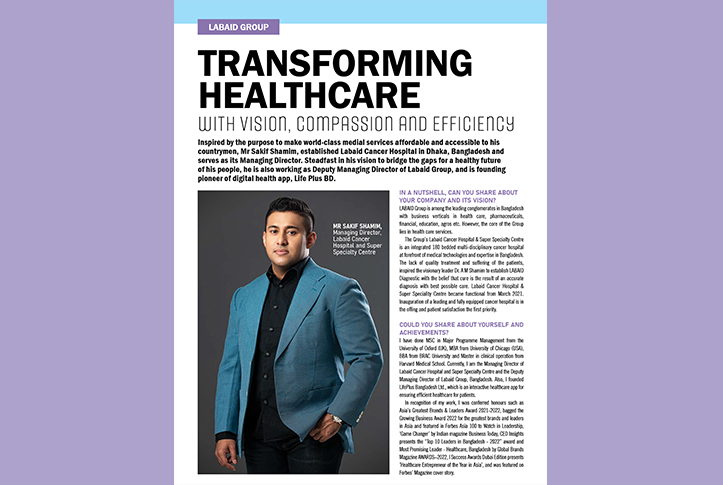 LABAID GROUP
TRANSFORMING
HEALTHCARE
WITH VISION, COMPASSION AND EFFICIENCY
Inspired by the purpose to make world-class medial services affordable and accessible to his
countrymen, Mr Sakif Shamim, established Labaid Cancer Hospital in Dhaka, Bangladesh and
serves as its Managing Director. Steadfast in his vision to bridge the gaps for a healthy future
of his people, he is also working as Deputy Managing Director of Labaid Group, and is founding
pioneer of digital health app, Life Plus BD.
MR SAKIF SHAMIM,
Managing Director,
Labaid Cancer
Hospital and Super
Specialty Centre
IN A NUTSHELL, CAN YOU SHARE ABOUT
YOUR COMPANY AND ITS VISION?
LABAID Group is among the leading conglomerates in Bangladesh
with business verticals in health care, pharmaceuticals,
financial, education, agros etc. However, the core of the Group
lies in health care services.
The Group's Labaid Cancer Hospital & Super Specialty Centre
is an integrated 180 bedded multi-disciplinary cancer hospital
at forefront of medical technologies and expertise in Bangladesh.
The lack of quality treatment and suffering of the patients,
inspired the visionary leader Dr. A M Shamim to establish LABAID
Diagnostic with the belief that cure is the result of an accurate
diagnosis with best possible care. Labaid Cancer Hospital &
Super Speciality Centre became functional from March 2021.
Inauguration of a leading and fully equipped cancer hospital is in
the offing and patient satisfaction the first priority.
COULD YOU SHARE ABOUT YOURSELF AND
ACHIEVEMENTS?
I have done MSC in Major Programme Management from the
University of Oxford (UK), MBA from University of Chicago (USA),
BBA from BRAC University and Master in clinical operation from
Harvard Medical School. Currently, I am the Managing Director of
Labaid Cancer Hospital and Super Specialty Centre and the Deputy
Managing Director of Labaid Group, Bangladesh. Also, I founded
LifePlus Bangladesh Ltd., which is an interactive healthcare app for
ensuring efficient healthcare for patients.
In recognition of my work, I was conferred honours such as
Asia's Greatest Brands & Leaders Award 2021-2022, bagged the
Growing Business Award 2022 for the greatest brands and leaders
in Asia and featured in Forbes Asia 100 to Watch in Leadership,
'Game Changer' by Indian magazine Business Today, CEO Insights
presents the "Top 10 Leaders in Bangladesh - 2022" award and
Most Promising Leader - Healthcare, Bangladesh by Global Brands
Magazine AWARDS-2022, I Success Awards Dubai Edition presents
'Healthcare Entrepreneur of the Year in Asia', and was featured on
Forbes' Magazine cover story.